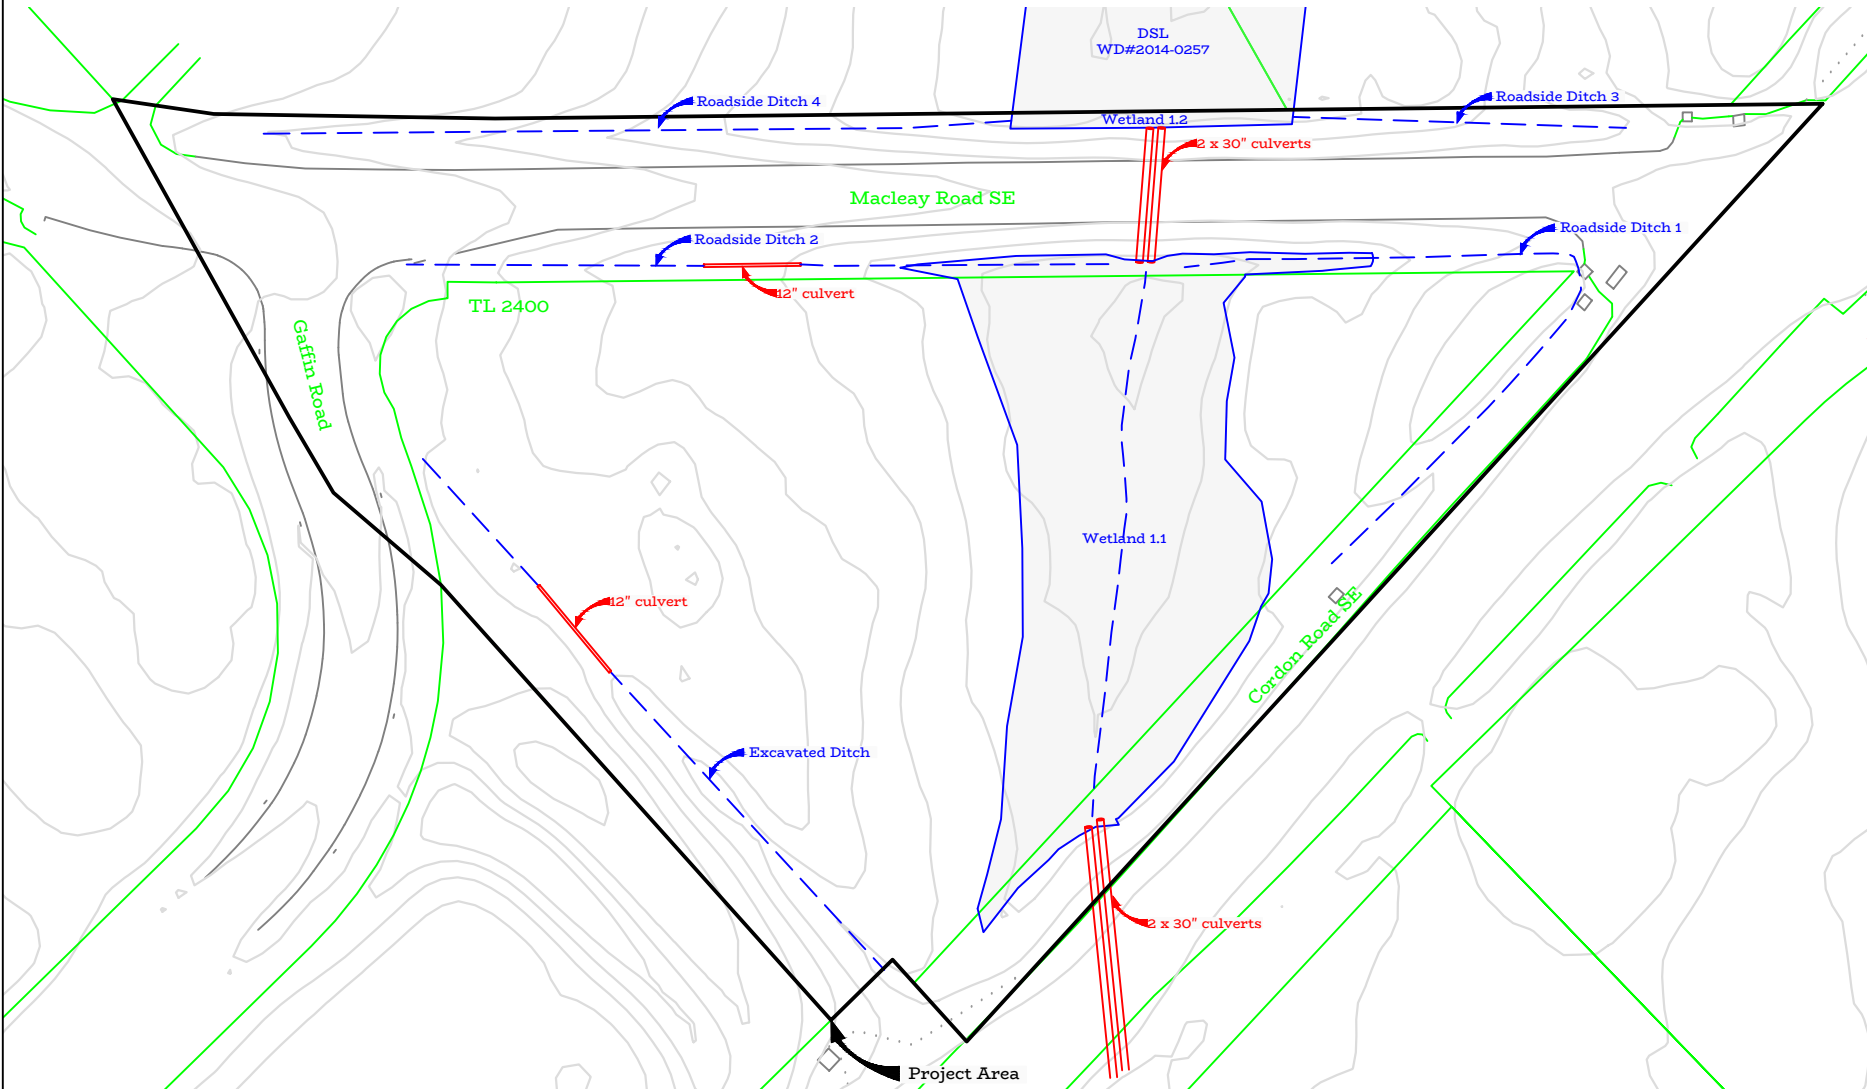 DSL
WD#2014-0257
Roadside Ditch 4
Roadside Ditch 3
Wetland 1.2
2 x 30" culverts
Macleay Road SE
Roadside Ditch 2
Roadside Ditch 1
12" culvert
TL 2400
Gaffin Road
Wetland 1.1
12" culvert
Cordon Road SE
Excavated Ditch
2 x 30" culverts
Project Area